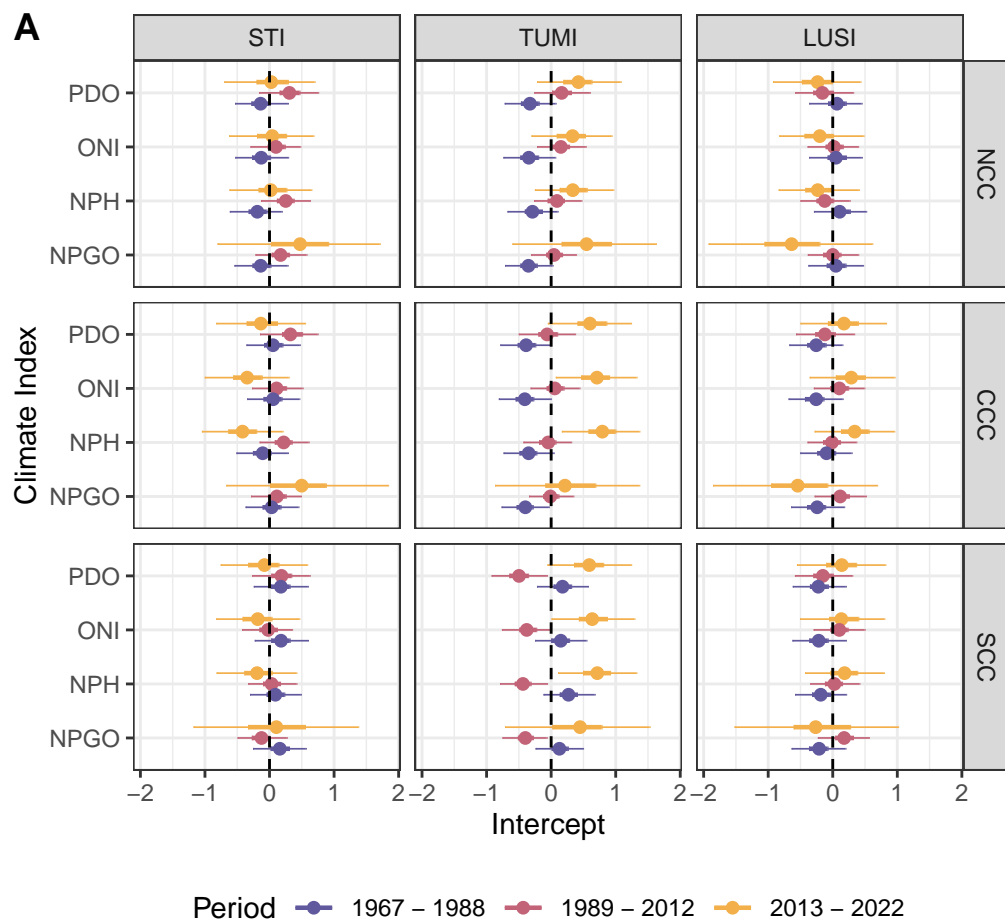 A
STI TUMI LUSI
PDO
ONI
NPH
NPGO
NCC
PDO
ONI
NPH
NPGO
CCC
PDO
ONI
NPH
NPGO
SCC
Climate Index
−2 −1 0 1 2 −2 −1 0 1 2 −2 −1 0 1 2
Intercept
Period 1967 − 1988 1989 − 2012 2013 − 2022